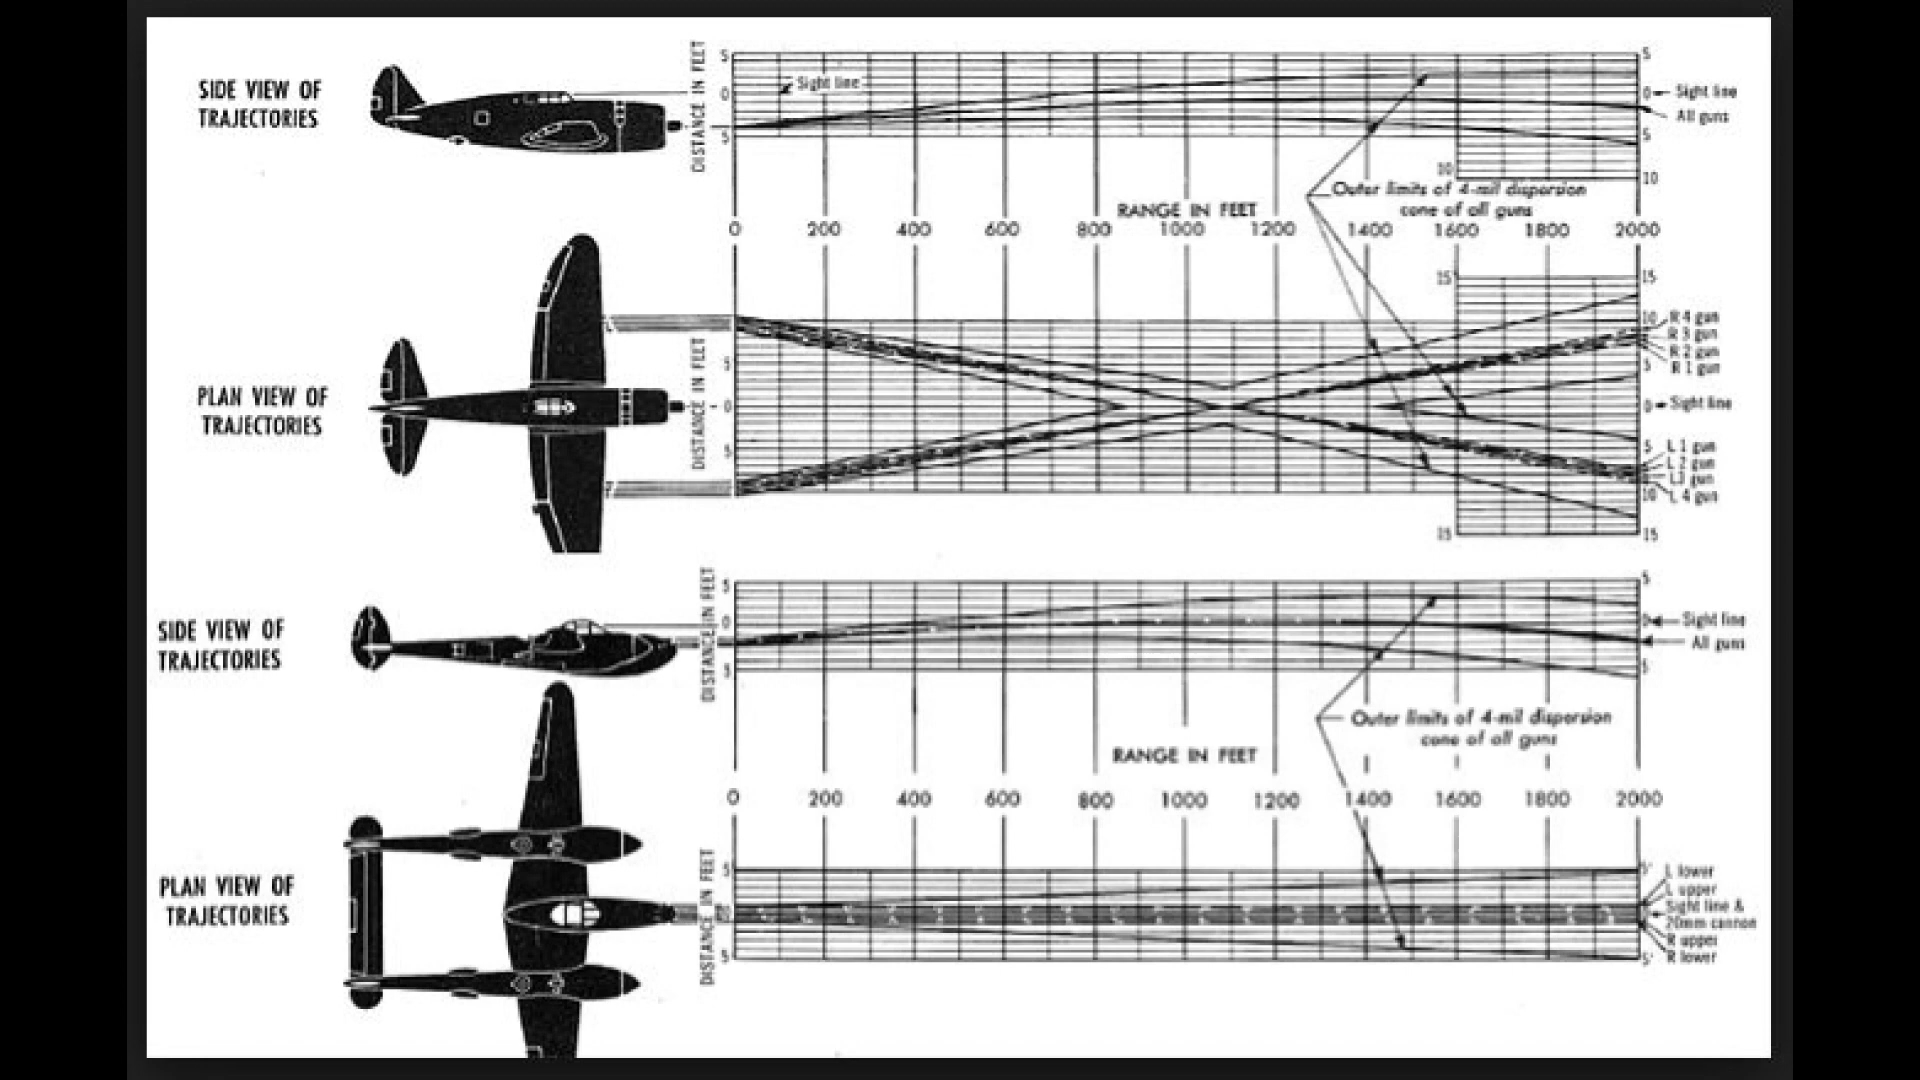 SIDE VIEW OF
TRAJECTORIES
DISTANCE IN FEET
5
0
5
Sight line
5
0
5
10
10
Sight line
All guns
Outer limits of 4-mil dispersion
cone of all guns
RANGE IN FEET
0 200 400 600 800 1000 1200 1400 1600 1800 2000
PLAN VIEW OF
TRAJECTORIES
DISTANCE IN FEET
5
0
5
15
15
15
10
5
0
5
10
15
R 4 gun
R 3 gun
R 2 gun
R 1 gun
Sight line
L 1 gun
L 2 gun
L 3 gun
L 4 gun
SIDE VIEW OF
TRAJECTORIES
DISTANCE IN FEET
5
0
5
5
0
5
Sight line
All guns
Outer limits of 4-mil dispersion
cone of all guns
RANGE IN FEET
0 200 400 600 800 1000 1200 1400 1600 1800 2000
PLAN VIEW OF
TRAJECTORIES
DISTANCE IN FEET
5
0
5
5'
5'
L lower
L upper
Sight line &
20mm cannon
R upper
R lower